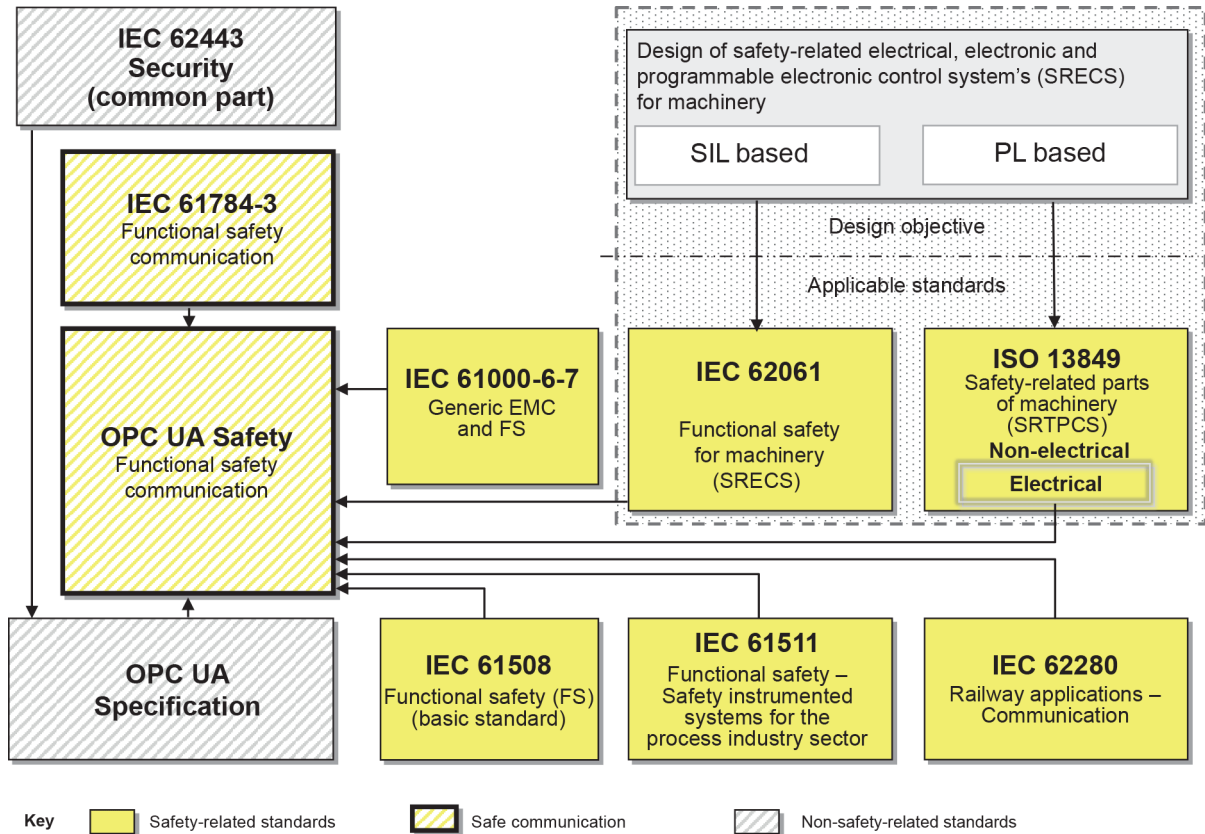 IEC 62443
Security
(common part)
Design of safety-related electrical, electronic and
programmable electronic control system's (SRECS)
for machinery
SIL based
PL based
IEC 61784-3
Functional safety
communication
Design objective
Applicable standards
OPC UA Safety
Functional safety
communication
IEC 61000-6-7
Generic EMC
and FS
IEC 62061
Functional safety
for machinery
(SRECS)
ISO 13849
Safety-related parts
of machinery
(SRTPCS)
Non-electrical
Electrical
OPC UA
Specification
IEC 61508
Functional safety (FS)
(basic standard)
IEC 61511
Functional safety –
Safety instrumented
systems for the
process industry sector
IEC 62280
Railway applications –
Communication
Key
Safety-related standards
Safe communication
Non-safety-related standards